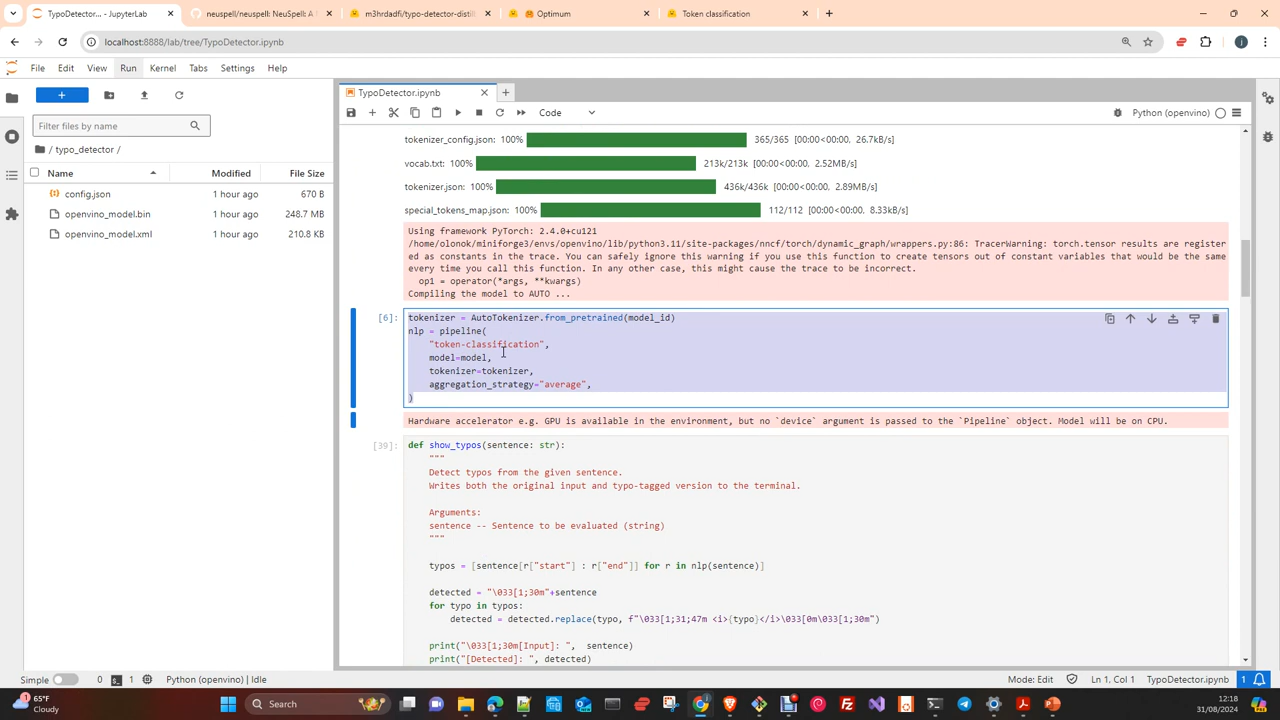 TypoDetector... - JupyterLab
neuspell/neuspell: NeuSpell: A
m3hrdadfi/typo-detector-distil
Optimum
Token classification
localhost:8888/lab/tree/TypoDetector.ipynb
File Edit View Run Kernel Tabs Settings Help
TypoDetector.ipynb
Filter files by name
Code
Python (openvino)
/ typo_detector /
Name Modified File Size
config.json 1 hour ago 670 B
openvino_model.bin 1 hour ago 248.7 MB
openvino_model.xml 1 hour ago 210.8 KB
tokenizer_config.json: 100% 365/365 [00:00<00:00, 26.7kB/s]
vocab.txt: 100% 213k/213k [00:00<00:00, 2.52MB/s]
tokenizer.json: 100% 436k/436k [00:00<00:00, 2.89MB/s]
special_tokens_map.json: 100% 112/112 [00:00<00:00, 8.33kB/s]
Using framework PyTorch: 2.4.0+cu121
/home/olonok/miniforge3/envs/openvino/lib/python3.11/site-packages/nncf/torch/dynamic_graph/wrappers.py:86: TracerWarning: torch.tensor results are register
ed as constants in the trace. You can safely ignore this warning if you use this function to create tensors out of constant variables that would be the same
every time you call this function. In any other case, this might cause the trace to be incorrect.
op1 = operator(*args, **kwargs)
Compiling the model to AUTO ...
[6]: tokenizer = AutoTokenizer.from_pretrained(model_id)
nlp = pipeline(
"token-classification",
model=model,
tokenizer=tokenizer,
aggregation_strategy="average",
)
Hardware accelerator e.g. GPU is available in the environment, but no `device` argument is passed to the `Pipeline` object. Model will be on CPU.
[39]: def show_typos(sentence: str):
"""
Detect typos from the given sentence.
Writes both the original input and typo-tagged version to the terminal.
Arguments:
sentence -- Sentence to be evaluated (string)
"""
typos = [sentence[r["start"] : r["end"]] for r in nlp(sentence)]
detected = "\033[1;30m"+sentence
for typo in typos:
detected = detected.replace(typo, f"\033[1;31;47m <i>{typo}</i>\033[0m\033[1;30m")
print("\033[1;30m[Input]: ", sentence)
print("[Detected]: ", detected)
Simple 0 1 Python (openvino) | Idle
Mode: Edit Ln 1, Col 1 TypoDetector.ipynb 1
65°F
Cloudy
Search
12:18
31/08/2024